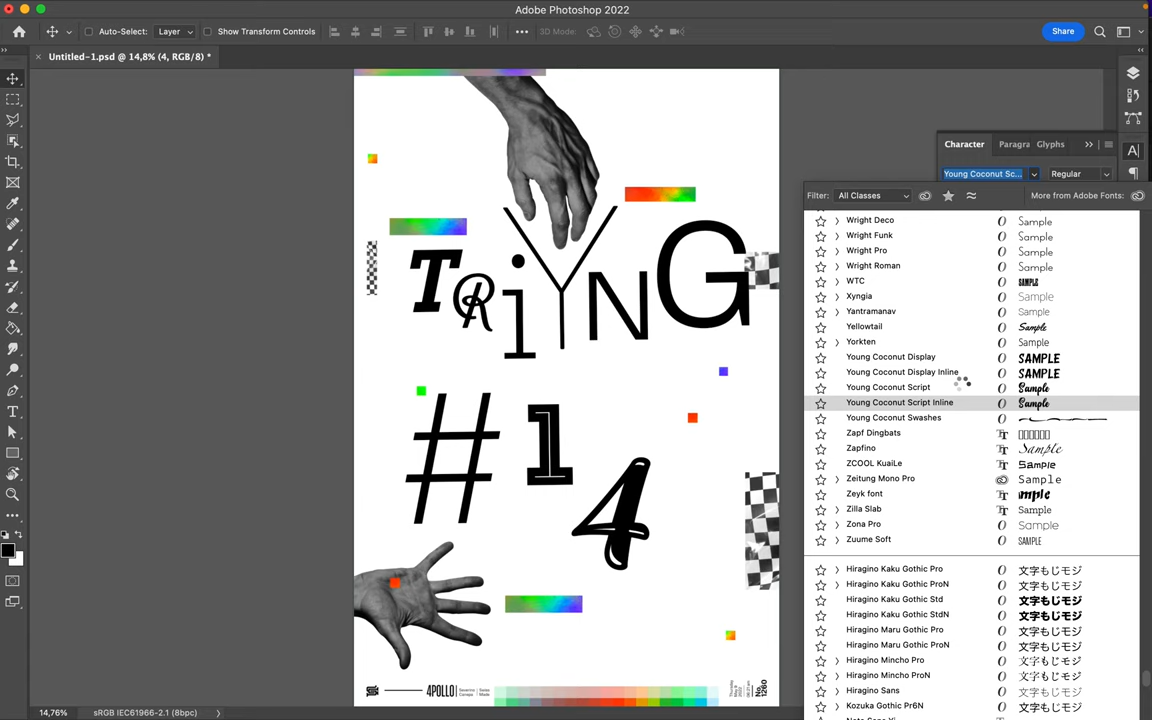 Adobe Photoshop 2022
Auto-Select: Layer Show Transform Controls 3D Mode: Share
Untitled-1.psd @ 14,8% (4, RGB/8) *
Character Paragra Glyphs
Young Coconut Sc... Regular
Filter: All Classes More from Adobe Fonts:
Wright Deco Sample
Wright Funk Sample
Wright Pro Sample
Wright Roman Sample
WTC SAMPLE
Xyngia Sample
Yantramanav Sample
Yellowtail Sample
Yorkten Sample
Young Coconut Display SAMPLE
Young Coconut Display Inline SAMPLE
Young Coconut Script Sample
Young Coconut Script Inline Sample
Young Coconut Swashes
Zapf Dingbats
Zapfino Sample
ZCOOL KuaiLe Sample
Zeitung Mono Pro Sample
Zeyk font mple
Zilla Slab Sample
Zona Pro Sample
Zuume Soft SAMPLE
Hiragino Kaku Gothic Pro 文字もじモジ
Hiragino Kaku Gothic ProN 文字もじモジ
Hiragino Kaku Gothic Std 文字もじモジ
Hiragino Kaku Gothic StdN 文字もじモジ
Hiragino Maru Gothic Pro 文字もじモジ
Hiragino Maru Gothic ProN 文字もじモジ
Hiragino Mincho Pro 文字もじモジ
Hiragino Mincho ProN 文字もじモジ
Hiragino Sans 文字もじモジ
Kozuka Gothic Pr6N 文字もじモジ
TRiYNG
#14
4POLLO
No. 1260
14,76% sRGB IEC61966-2.1 (8bpc)